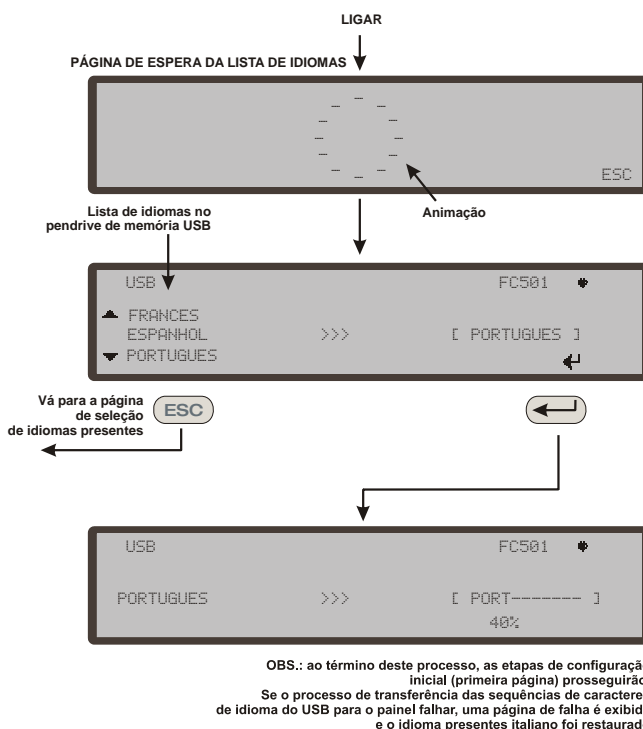 LIGAR
PÁGINA DE ESPERA DA LISTA DE IDIOMAS
ESC
Lista de idiomas no
pendrive de memória USB
Animação
USB FC501
FRANCES
ESPANHOL >>> [ PORTUGUES ]
PORTUGUES
Vá para a página
de seleção
de idiomas presentes
ESC
USB FC501
PORTUGUES >>> [ PORT------- ]
40%
OBS.: ao término deste processo, as etapas de configuraçã
inicial (primeira página) prosseguirão
Se o processo de transferência das sequências de caractere
de idioma do USB para o painel falhar, uma página de falha é exibid
e o idioma presentes italiano foi restaurad